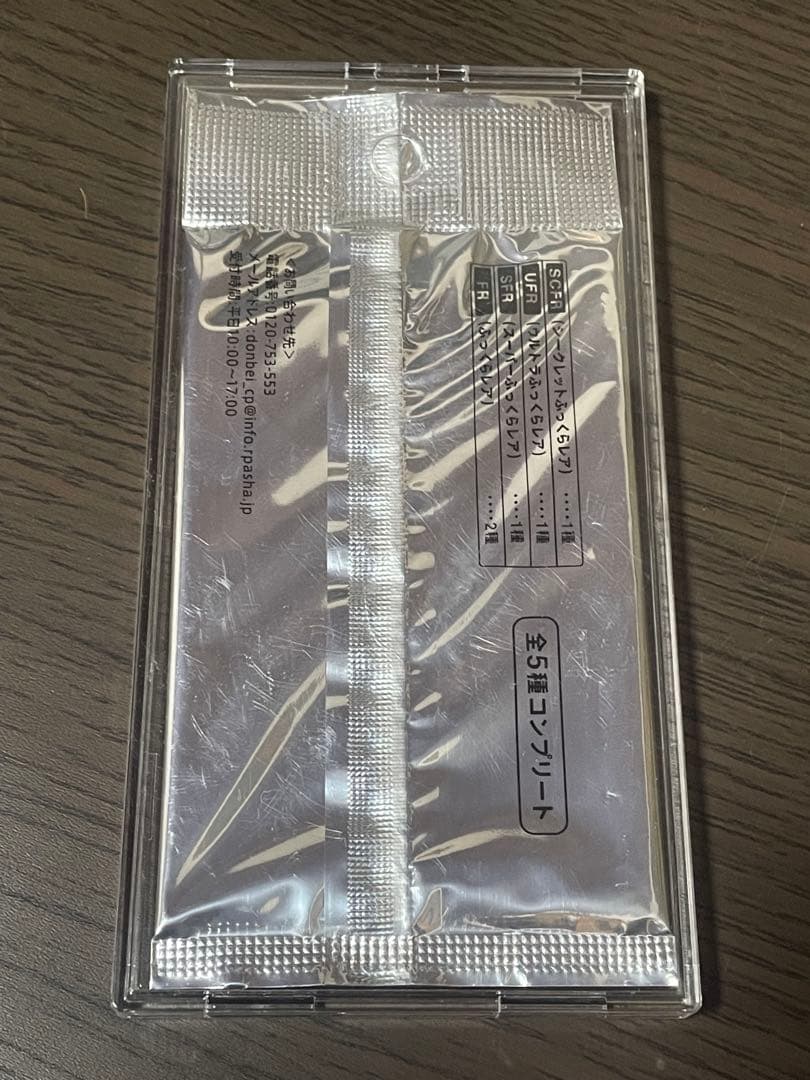 SCFR (シークレットふっくらレア) ‥‥1種
UFR (ウルトラふっくらレア) ‥‥1種
SFR (スーパーふっくらレア) ‥‥1種
FR (ふっくらレア) ‥‥2種
全5種コンプリート
<お問い合わせ先>
電話番号:0120-753-553
メールアドレス:donbei_cp@info.rpasha.jp
受付時間:平日10:00~17:00